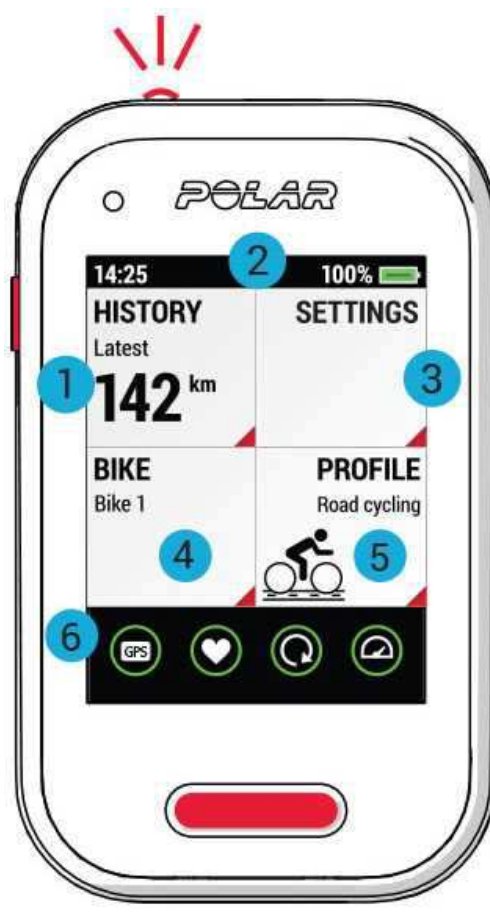 POLAR
2
14:25 100%
HISTORY SETTINGS
Latest
1 142 km 3
BIKE PROFILE
Bike 1 Road cycling
4 5
6
GPS